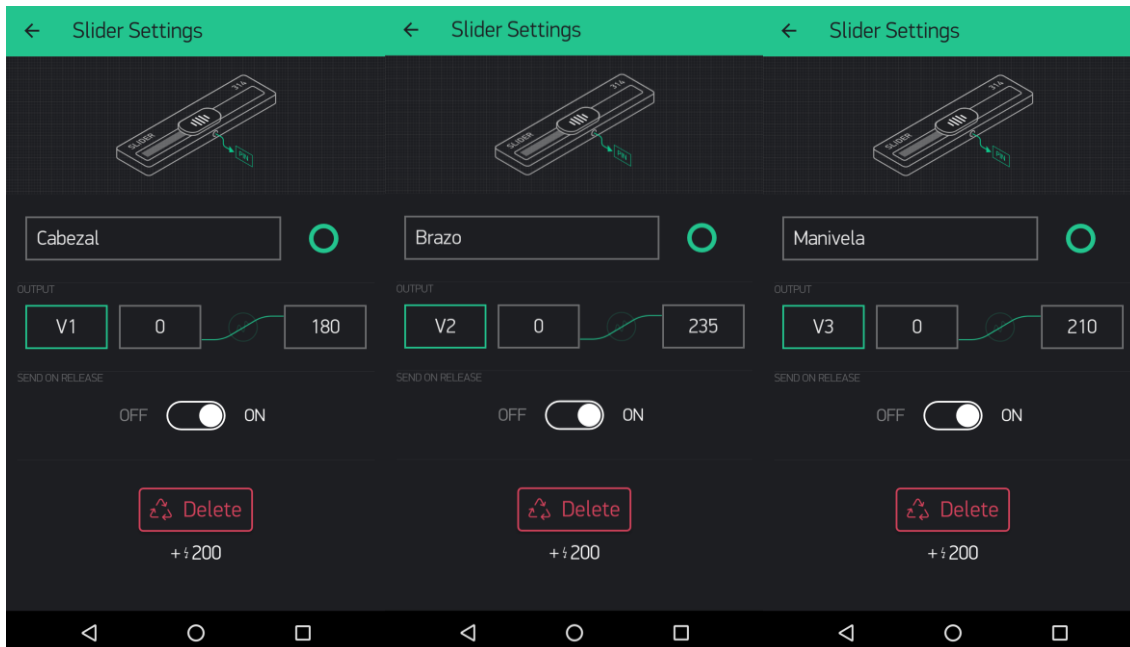 Slider Settings
SLIDER
314
PIN
Cabezal
OUTPUT
V1 0 180
SEND ON RELEASE
OFF ON
Delete
+200
Slider Settings
SLIDER
314
PIN
Brazo
OUTPUT
V2 0 235
SEND ON RELEASE
OFF ON
Delete
+200
Slider Settings
SLIDER
314
PIN
Manivela
OUTPUT
V3 0 210
SEND ON RELEASE
OFF ON
Delete
+200